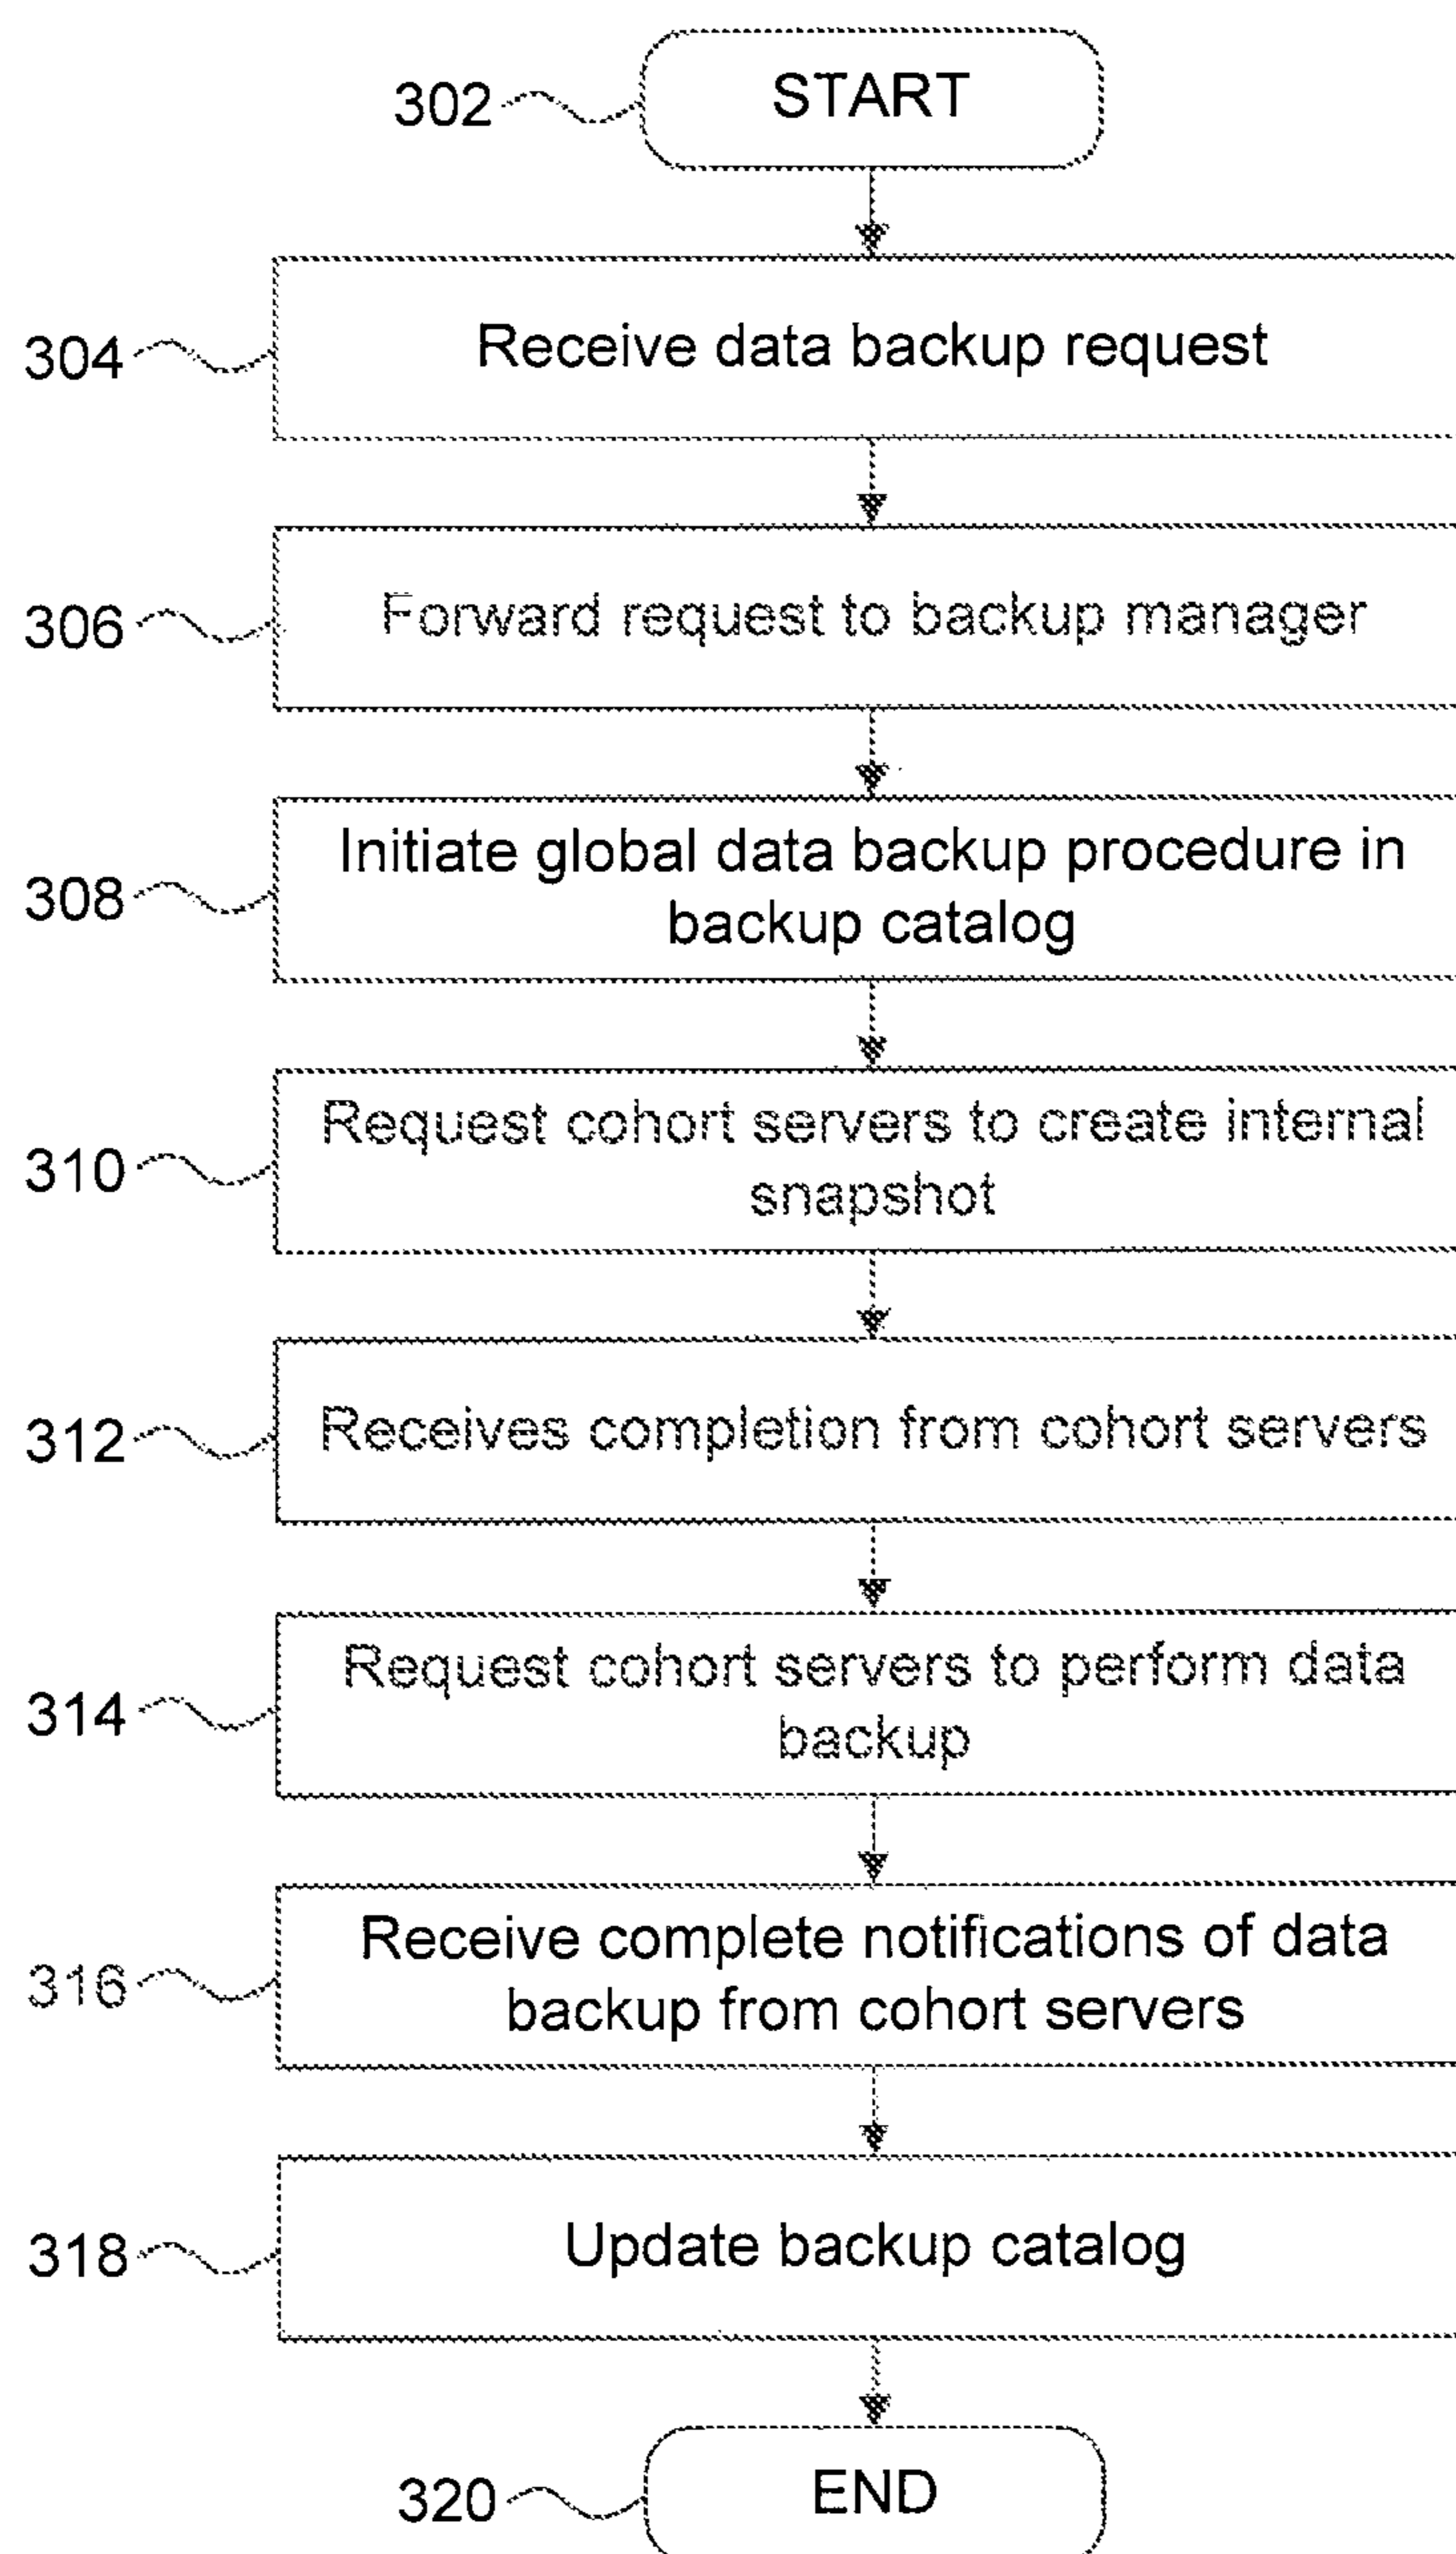 302
START
304
Receive data backup request
306
Forward request to backup manager
308
Initiate global data backup procedure in
backup catalog
310
Request cohort servers to create internal
snapshot
312
Receives completion from cohort servers
314
Request cohort servers to perform data
backup
316
Receive complete notifications of data
backup from cohort servers
318
Update backup catalog
320
END